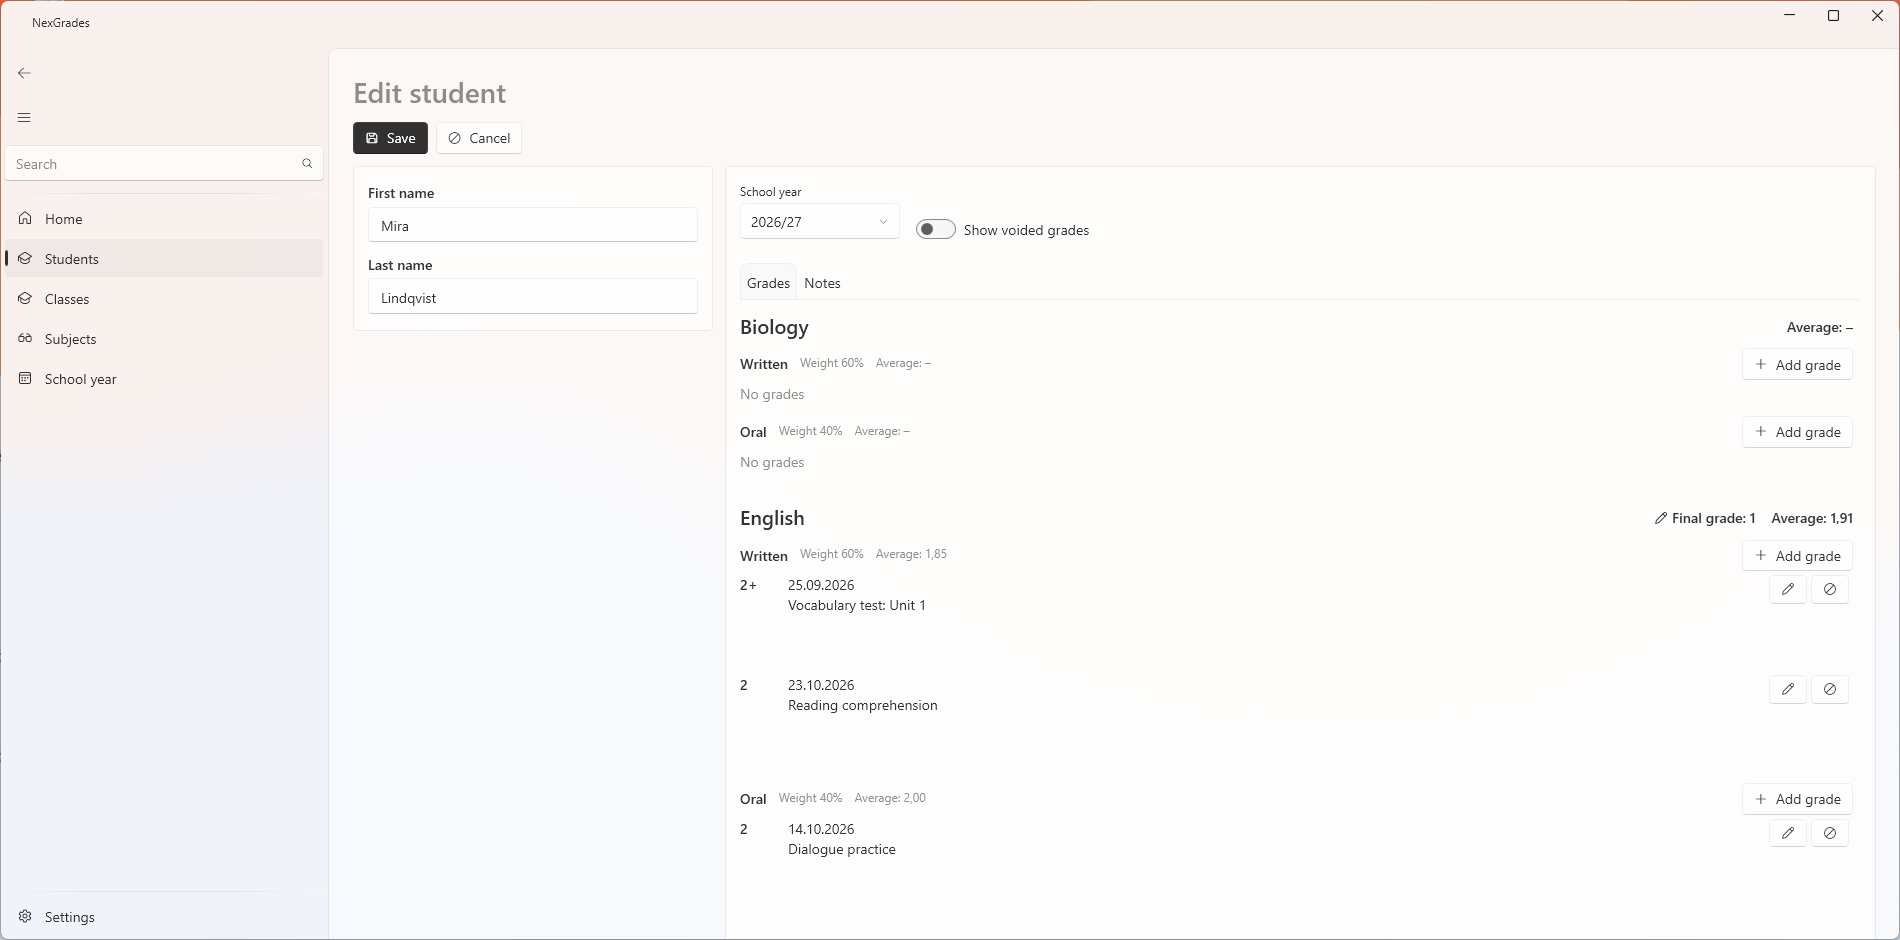 NexGrades
Search
Home
Students
Classes
Subjects
School year
Settings
Edit student
Save Cancel
First name
Mira
Last name
Lindqvist
School year
2026/27
Show voided grades
Grades Notes
Biology Average: –
Written Weight 60% Average: – + Add grade
No grades
Oral Weight 40% Average: – + Add grade
No grades
English Final grade: 1 Average: 1,91
Written Weight 60% Average: 1,85 + Add grade
2+ 25.09.2026
Vocabulary test: Unit 1
2 23.10.2026
Reading comprehension
Oral Weight 40% Average: 2,00 + Add grade
2 14.10.2026
Dialogue practice